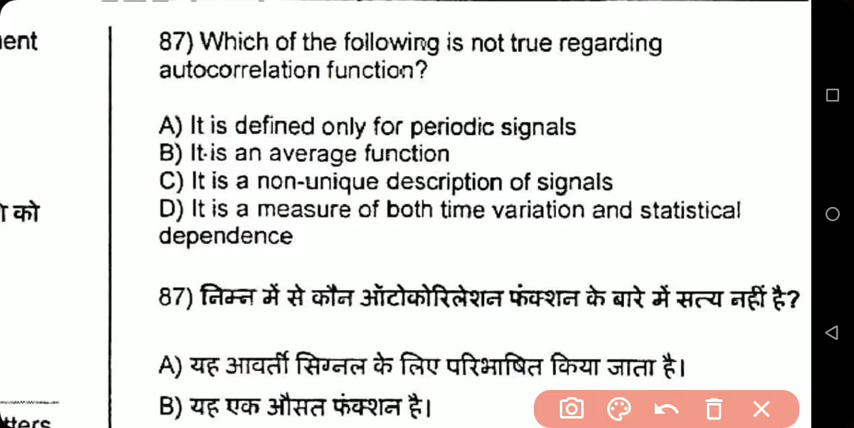 ent
87) Which of the following is not true regarding
autocorrelation function?
A) It is defined only for periodic signals
B) It is an average function
C) It is a non-unique description of signals
को
D) It is a measure of both time variation and statistical
dependence
87) निम्न में से कौन ऑटोकोरिलेशन फंक्शन के बारे में सत्य नहीं है?
A) यह आवर्ती सिग्नल के लिए परिभाषित किया जाता है।
B) यह एक औसत फंक्शन है।